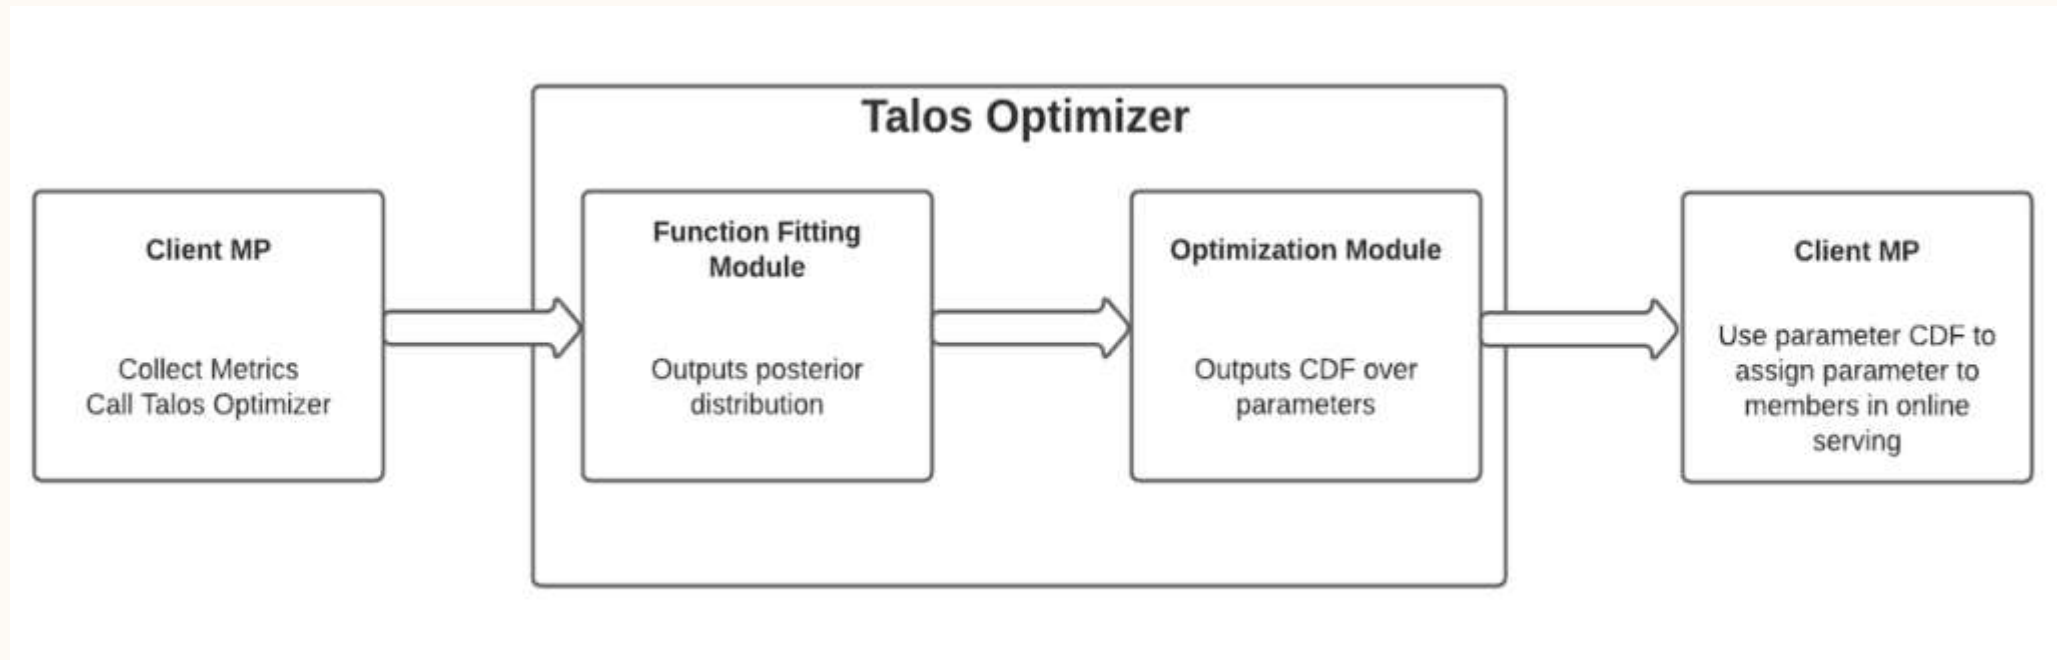 Talos Optimizer
Client MP
Collect Metrics
Call Talos Optimizer
Function Fitting
Module
Outputs posterior
distribution
Optimization Module
Outputs CDF over
parameters
Client MP
Use parameter CDF to
assign parameter to
members in online
serving